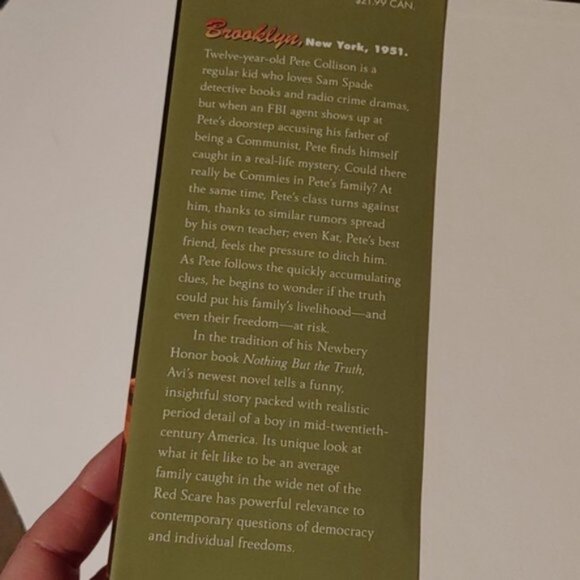 $21.99 CAN.
Brooklyn, New York, 1951.
Twelve-year-old Pete Collison is a
regular kid who loves Sam Spade
detective books and radio crime dramas,
but when an FBI agent shows up at
Pete's doorstep accusing his father of
being a Communist, Pete finds himself
caught in a real-life mystery. Could there
really be Commies in Pete's family? At
the same time, Pete's class turns against
him, thanks to similar rumors spread
by his own teacher; even Kat, Pete's best
friend, feels the pressure to ditch him.
As Pete follows the quickly accumulating
clues, he begins to wonder if the truth
could put his family's livelihood—and
even their freedom—at risk.
In the tradition of his Newbery
Honor book Nothing But the Truth,
Avi's newest novel tells a funny,
insightful story packed with realistic
period detail of a boy in mid-twentieth-
century America. Its unique look at
what it felt like to be an average
family caught in the wide net of the
Red Scare has powerful relevance to
contemporary questions of democracy
and individual freedoms.